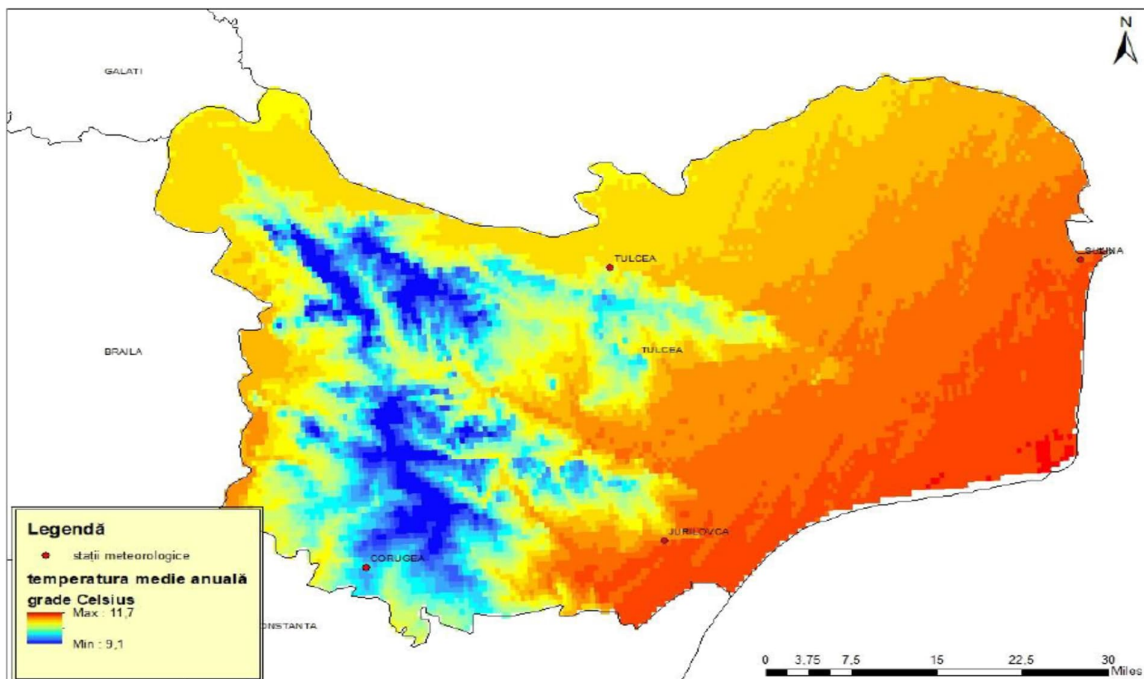 N
GALATI
TULCEA
SULINA
BRAILA
TULCEA
JURILOVCA
CORUGEA
ONSTANTA
Legendă
stații meteorologice
temperatura medie anuală
grade Celsius
Max : 11,7
Min : 9,1
0 3.75 7,5 15 22,5 30
Miles